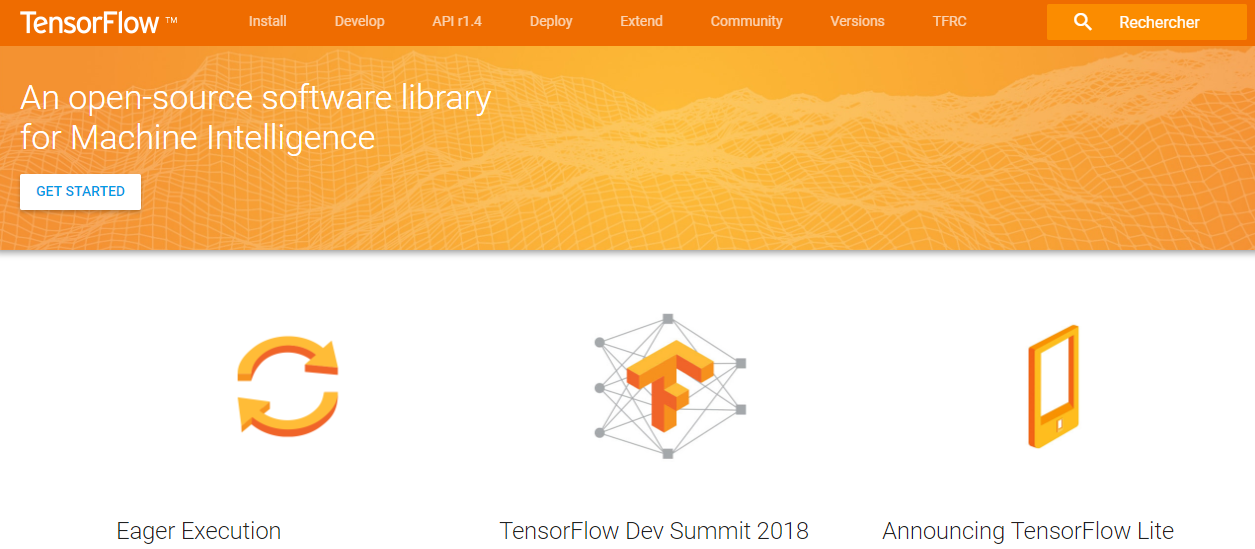 TensorFlow ™
Install Develop API r1.4 Deploy Extend Community Versions TFRC Rechercher
An open-source software library
for Machine Intelligence
GET STARTED
Eager Execution TensorFlow Dev Summit 2018 Announcing TensorFlow Lite